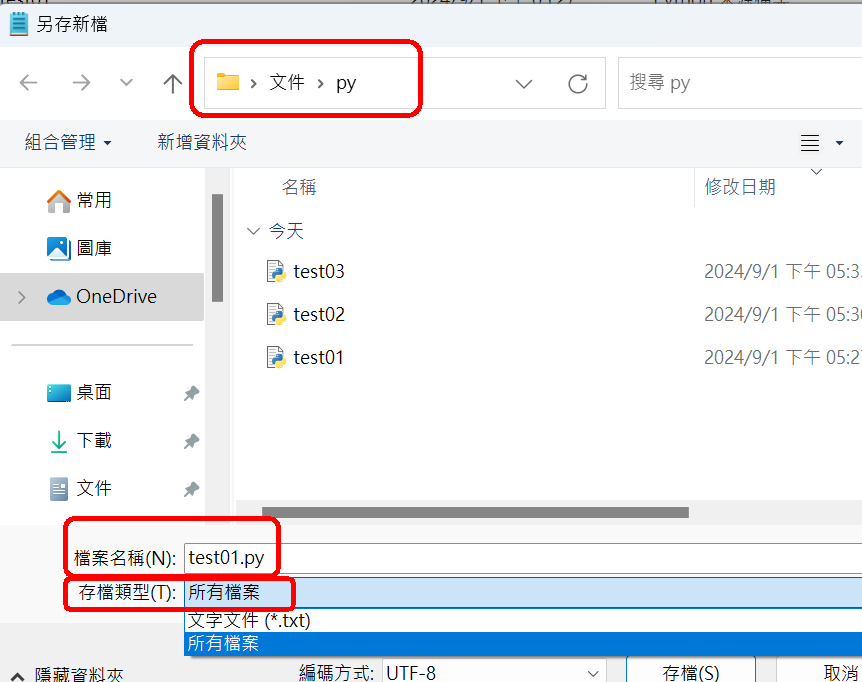 另存新檔
文件 py
搜尋 py
組合管理 新增資料夾
名稱 修改日期
常用
今天
圖庫
test03 2024/9/1 下午 05:3
OneDrive
test02 2024/9/1 下午 05:3
test01 2024/9/1 下午 05:2
桌面
下載
文件
檔案名稱(N): test01.py
存檔類型(T): 所有檔案
文字文件 (*.txt)
所有檔案
隱藏資料夾 編碼方式: UTF-8 存檔(S) 取消